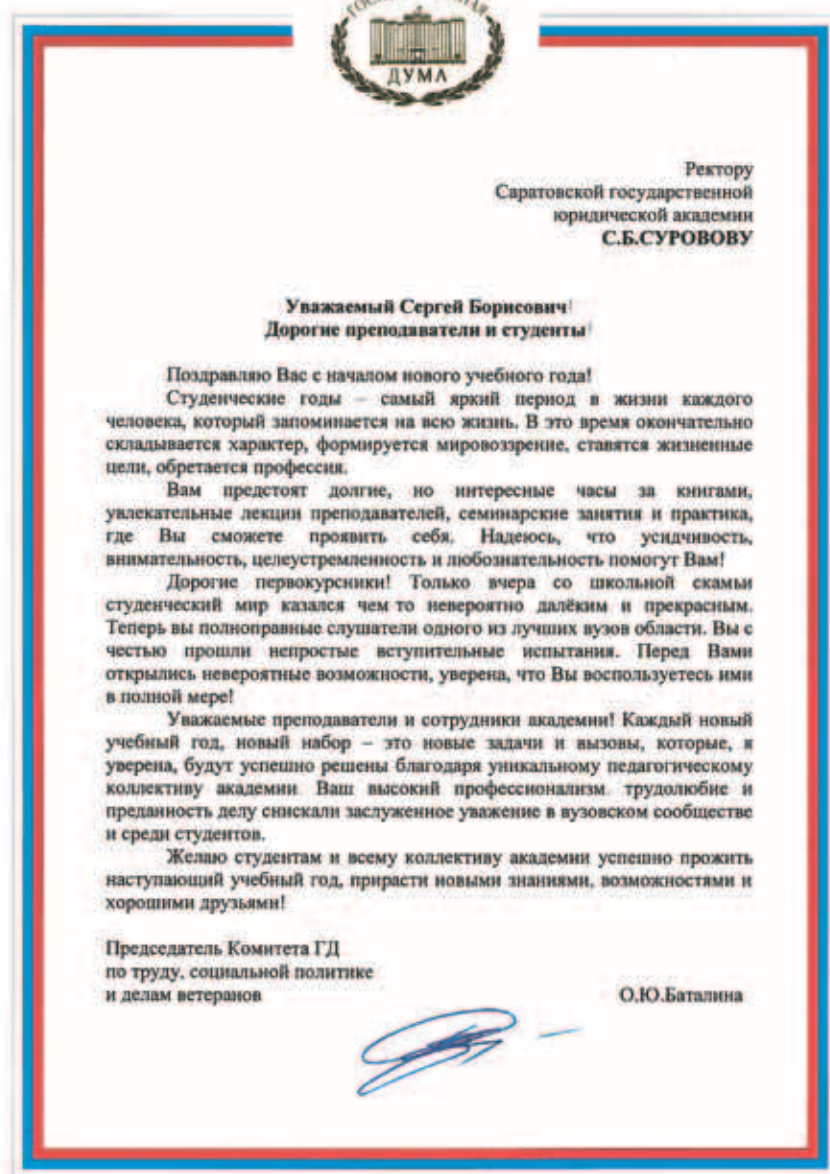 ДУМА
Ректору
Саратовской государственной
юридической академии
С.Б.СУРОВОВУ
Уважаемый Сергей Борисович!
Дорогие преподаватели и студенты!
Поздравляю Вас с началом нового учебного года!
Студенческие годы – самый яркий период в жизни каждого
человека, который запоминается на всю жизнь. В это время окончательно
складывается характер, формируется мировоззрение, ставятся жизненные
цели, обретается профессия.
Вам предстоят долгие, но интересные часы за книгами,
увлекательные лекции преподавателей, семинарские занятия и практика,
где Вы сможете проявить себя. Надеюсь, что усидчивость,
внимательность, целеустремленность и любознательность помогут Вам!
Дорогие первокурсники! Только вчера со школьной скамьи
студенческий мир казался чем то невероятно далёким и прекрасным.
Теперь вы полноправные слушатели одного из лучших вузов области. Вы с
честью прошли непростые вступительные испытания. Перед Вами
открылись невероятные возможности, уверена, что Вы воспользуетесь ими
в полной мере!
Уважаемые преподаватели и сотрудники академии! Каждый новый
учебный год, новый набор – это новые задачи и вызовы, которые, я
уверена, будут успешно решены благодаря уникальному педагогическому
коллективу академии Ваш высокий профессионализм. трудолюбие и
преданность делу снискали заслуженное уважение в вузовском сообществе
и среди студентов.
Желаю студентам и всему коллективу академии успешно прожить
наступающий учебный год, прирасти новыми знаниями, возможностями и
хорошими друзьями!
Председатель Комитета ГД
по труду, социальной политике
и делам ветеранов
О.Ю.Баталина